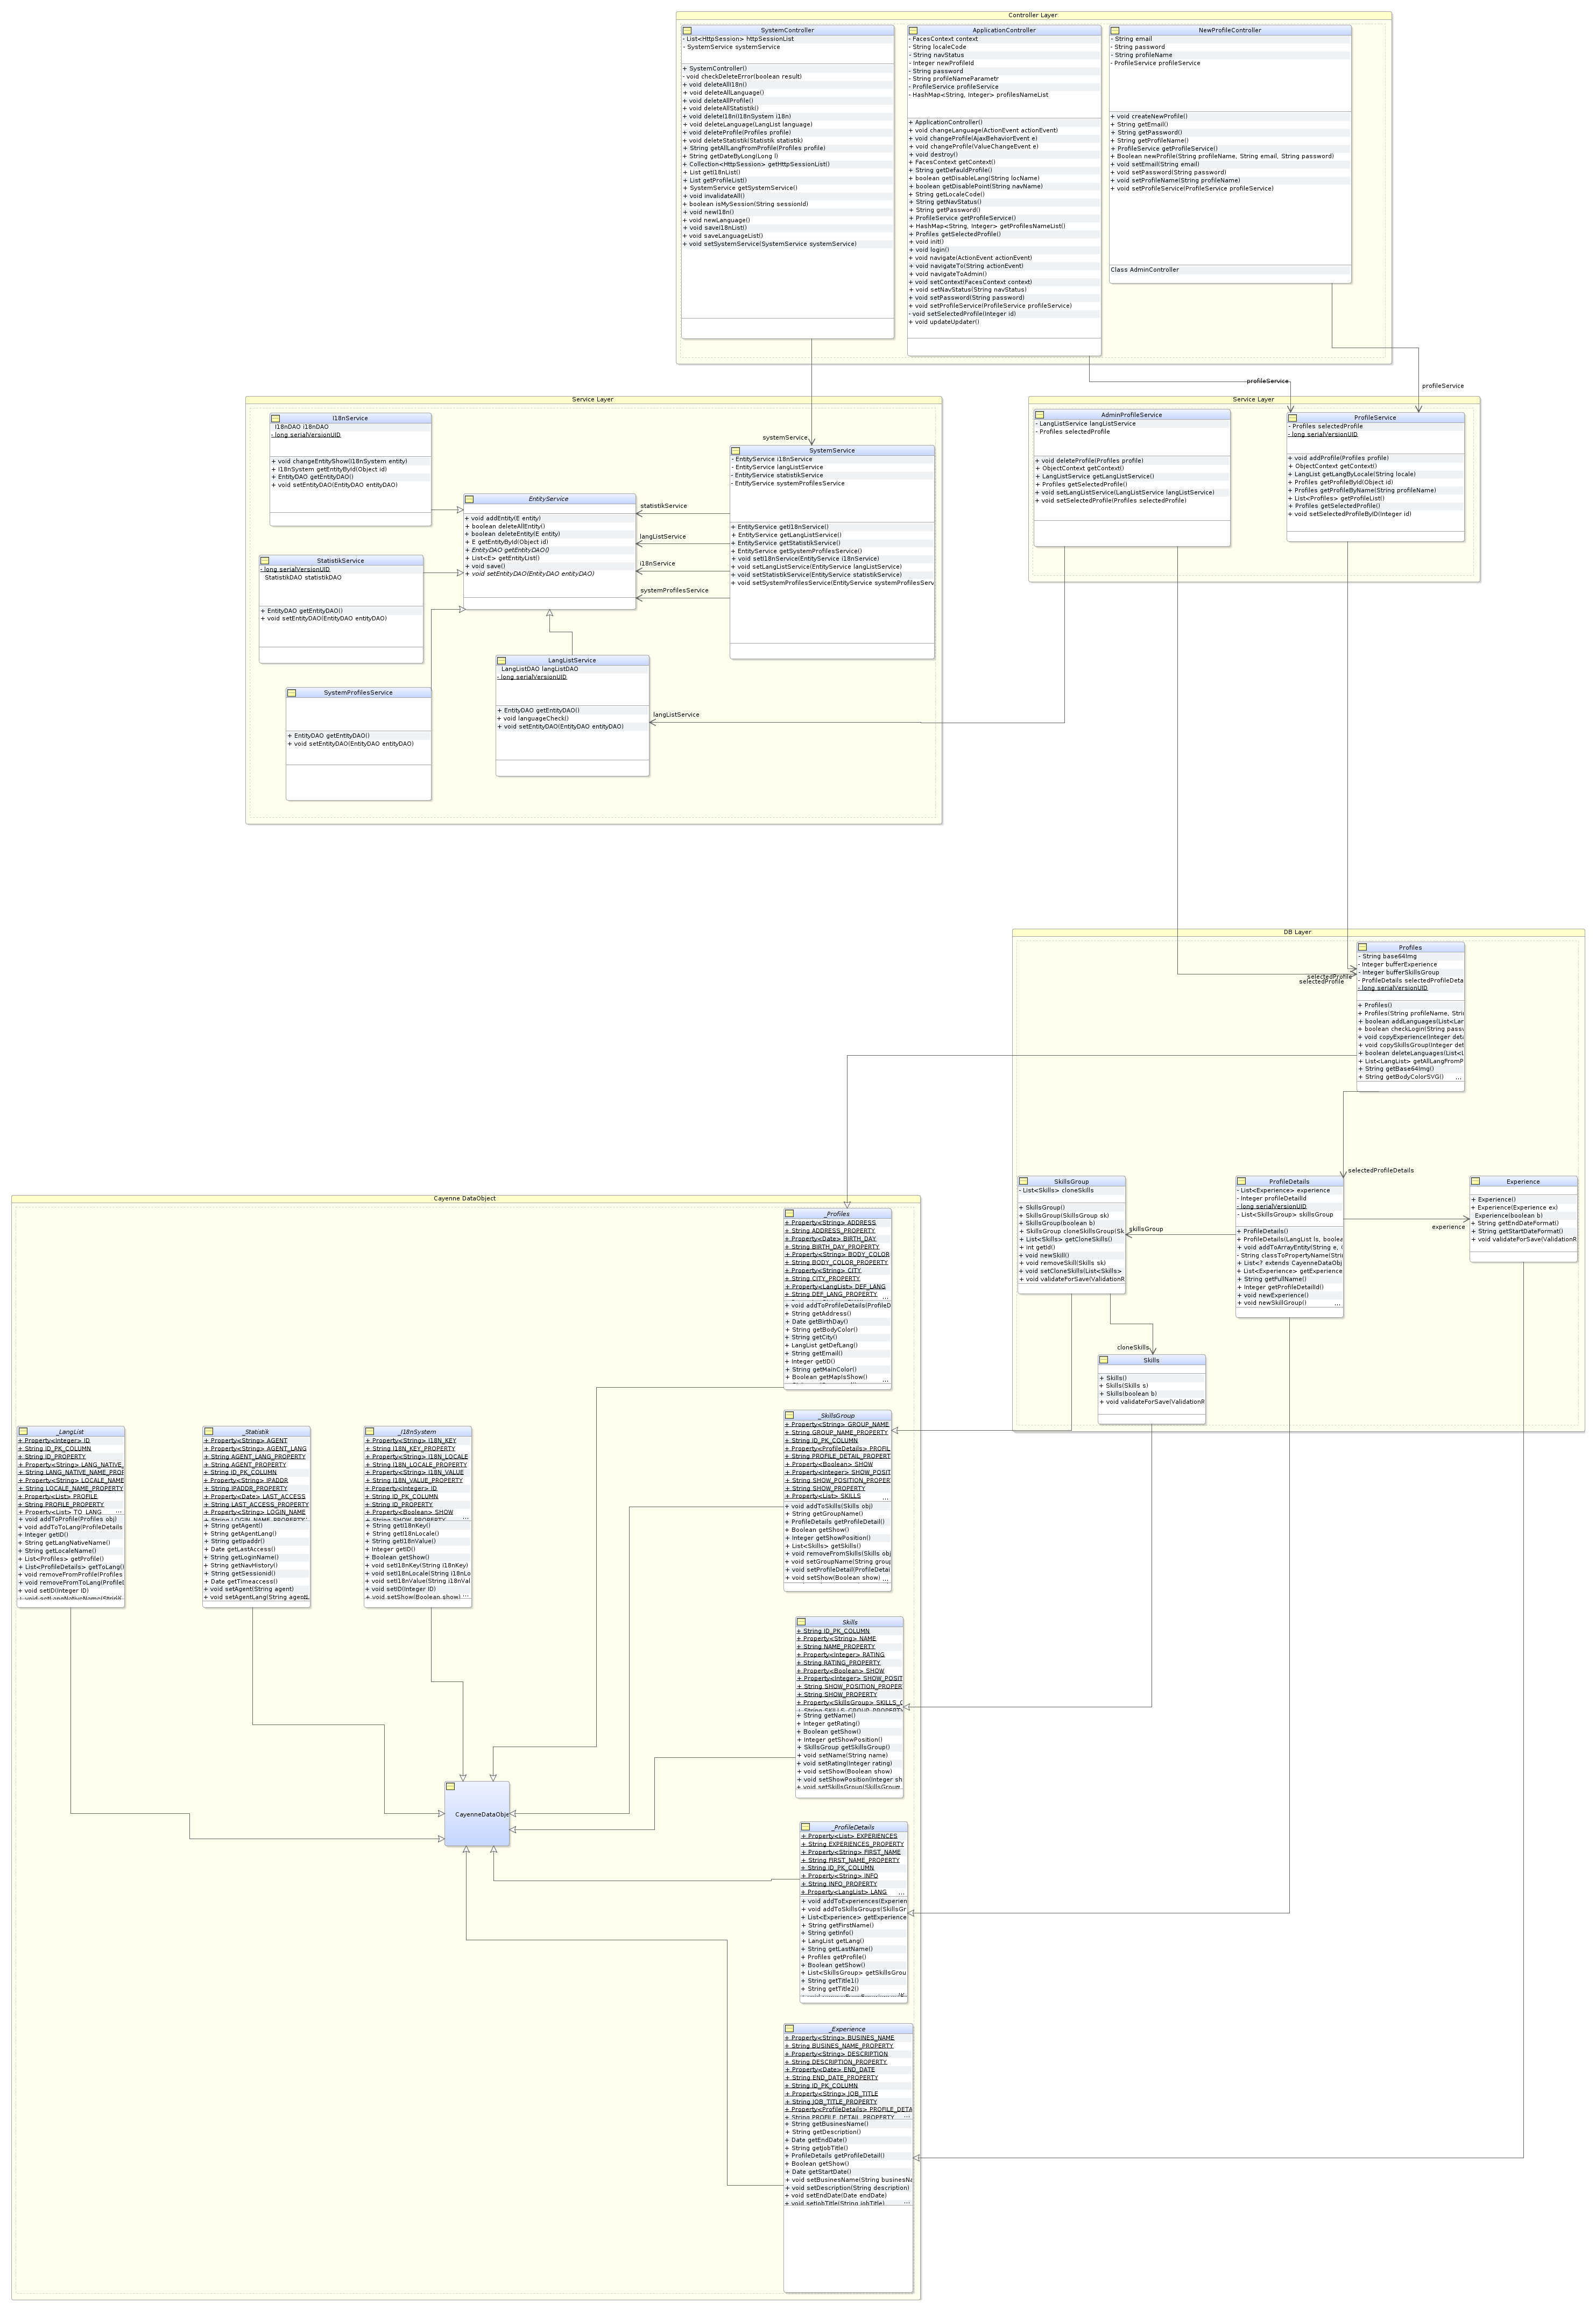 Controller Layer
SystemController
- List<HttpSession> httpSessionList
- SystemService systemService
+ SystemController()
- void checkDeleteError(boolean result)
+ void deleteAllI18n()
+ void deleteAllLanguage()
+ void deleteAllProfile()
+ void deleteAllStatistik()
+ void deleteI18n(I18nSystem i18n)
+ void deleteLanguage(LangList language)
+ void deleteProfile(Profiles profile)
+ void deleteStatistik(Statistik statistik)
+ String getAllLangFromProfile(Profiles profile)
+ String getDateByLong(Long l)
+ Collection<HttpSession> getHttpSessionList()
+ List getI18nList()
+ List getProfileList()
+ SystemService getSystemService()
+ void invalidateAll()
+ boolean isMySession(String sessionId)
+ void newI18n()
+ void newLanguage()
+ void saveI18nList()
+ void saveLanguageList()
+ void setSystemService(SystemService systemService)
ApplicationController
- FacesContext context
- String localeCode
- String navStatus
- Integer newProfileId
- String password
- String profileNameParametr
- ProfileService profileService
- HashMap<String, Integer> profilesNameList
+ ApplicationController()
+ void changeLanguage(ActionEvent actionEvent)
+ void changeProfile(AjaxBehaviorEvent e)
+ void changeProfile(ValueChangeEvent e)
+ void destroy()
+ FacesContext getContext()
+ String getDefauldProfile()
+ boolean getDisableLang(String locName)
+ boolean getDisablePoint(String navName)
+ String getLocaleCode()
+ String getNavStatus()
+ String getPassword()
+ ProfileService getProfileService()
+ HashMap<String, Integer> getProfilesNameList()
+ Profiles getSelectedProfile()
+ void init()
+ void login()
+ void navigate(ActionEvent actionEvent)
+ void navigateTo(String actionEvent)
+ void navigateToAdmin()
+ void setContext(FacesContext context)
+ void setNavStatus(String navStatus)
+ void setPassword(String password)
+ void setProfileService(ProfileService profileService)
- void setSelectedProfile(Integer id)
+ void updateUpdater()
NewProfileController
- String email
- String password
- String profileName
- ProfileService profileService
+ void createNewProfile()
+ String getEmail()
+ String getPassword()
+ String getProfileName()
+ ProfileService getProfileService()
+ Boolean newProfile(String profileName, String email, String password)
+ void setEmail(String email)
+ void setPassword(String password)
+ void setProfileName(String profileName)
+ void setProfileService(ProfileService profileService)
Class AdminController
profileService
profileService
systemService
Service Layer
I18nService
I18nDAO i18nDAO
- long serialVersionUID
+ void changeEntityShow(I18nSystem entity)
+ I18nSystem getEntityById(Object id)
+ EntityDAO getEntityDAO()
+ void setEntityDAO(EntityDAO entityDAO)
StatistikService
- long serialVersionUID
StatistikDAO statistikDAO
+ EntityDAO getEntityDAO()
+ void setEntityDAO(EntityDAO entityDAO)
SystemProfilesService
+ EntityDAO getEntityDAO()
+ void setEntityDAO(EntityDAO entityDAO)
EntityService
+ void addEntity(E entity)
+ boolean deleteAllEntity()
+ boolean deleteEntity(E entity)
+ E getEntityById(Object id)
+ EntityDAO getEntityDAO()
+ List<E> getEntityList()
+ void save()
+ void setEntityDAO(EntityDAO entityDAO)
statistikService
langListService
i18nService
systemProfilesService
SystemService
- EntityService i18nService
- EntityService langListService
- EntityService statistikService
- EntityService systemProfilesService
+ EntityService getI18nService()
+ EntityService getLangListService()
+ EntityService getStatistikService()
+ EntityService getSystemProfilesService()
+ void setI18nService(EntityService i18nService)
+ void setLangListService(EntityService langListService)
+ void setStatistikService(EntityService statistikService)
+ void setSystemProfilesService(EntityService systemProfilesServ
LangListService
LangListDAO langListDAO
- long serialVersionUID
+ EntityDAO getEntityDAO()
+ void languageCheck()
+ void setEntityDAO(EntityDAO entityDAO)
langListService
Service Layer
AdminProfileService
- LangListService langListService
- Profiles selectedProfile
+ void deleteProfile(Profiles profile)
+ ObjectContext getContext()
+ LangListService getLangListService()
+ Profiles getSelectedProfile()
+ void setLangListService(LangListService langListService)
+ void setSelectedProfile(Profiles selectedProfile)
ProfileService
- Profiles selectedProfile
- long serialVersionUID
+ void addProfile(Profiles profile)
+ ObjectContext getContext()
+ LangList getLangByLocale(String locale)
+ Profiles getProfileById(Object id)
+ Profiles getProfileByName(String profileName)
+ List<Profiles> getProfileList()
+ Profiles getSelectedProfile()
+ void setSelectedProfileByID(Integer id)
DB Layer
Profiles
- String base64Img
- Integer bufferExperience
- Integer bufferSkillsGroup
- ProfileDetails selectedProfileDeta
- long serialVersionUID
+ Profiles()
+ Profiles(String profileName, Strin
+ boolean addLanguages(List<Lan
+ boolean checkLogin(String passw
+ void copyExperience(Integer deta
+ void copySkillsGroup(Integer det
+ boolean deleteLanguages(List<L
+ List<LangList> getAllLangFromP
+ String getBase64Img()
+ String getBodyColorSVG() ...
selectedProfile
selectedProfile
selectedProfileDetails
SkillsGroup
- List<Skills> cloneSkills
+ SkillsGroup()
+ SkillsGroup(SkillsGroup sk)
+ SkillsGroup(boolean b)
+ SkillsGroup cloneSkillsGroup(Sk
+ List<Skills> getCloneSkills()
+ int getId()
+ void newSkill()
+ void removeSkill(Skills sk)
+ void setCloneSkills(List<Skills>
+ void validateForSave(ValidationR
skillsGroup
ProfileDetails
- List<Experience> experience
- Integer profileDetailId
- long serialVersionUID
- List<SkillsGroup> skillsGroup
+ ProfileDetails()
+ ProfileDetails(LangList ls, boolea
+ void addToArrayEntity(String e, (
- String classToPropertyName(Strin
+ List<? extends CayenneDataObj
+ List<Experience> getExperience
+ String getFullName()
+ Integer getProfileDetailId()
+ void newExperience()
+ void newSkillGroup() ...
experience
Experience
+ Experience()
+ Experience(Experience ex)
Experience(boolean b)
+ String getEndDateFormat()
+ String getStartDateFormat()
+ void validateForSave(ValidationR
cloneSkills
Skills
+ Skills()
+ Skills(Skills s)
+ Skills(boolean b)
+ void validateForSave(ValidationR
Cayenne DataObject
_Profiles
+ Property<String> ADDRESS
+ String ADDRESS_PROPERTY
+ Property<Date> BIRTH_DAY
+ String BIRTH_DAY_PROPERTY
+ Property<String> BODY_COLOR
+ String BODY_COLOR_PROPERTY
+ Property<String> CITY
+ String CITY_PROPERTY
+ Property<LangList> DEF_LANG
+ String DEF_LANG_PROPERTY ...
+ void addToProfileDetails(ProfileD
+ String getAddress()
+ Date getBirthDay()
+ String getBodyColor()
+ String getCity()
+ LangList getDefLang()
+ String getEmail()
+ Integer getID()
+ String getMainColor()
+ Boolean getMapIsShow() ...
_SkillsGroup
+ Property<String> GROUP_NAME
+ String GROUP_NAME_PROPERTY
+ String ID_PK_COLUMN
+ Property<ProfileDetails> PROFIL
+ String PROFILE_DETAIL_PROPERT
+ Property<Boolean> SHOW
+ Property<Integer> SHOW_POSIT
+ String SHOW_POSITION_PROPER
+ String SHOW_PROPERTY
+ Property<List> SKILLS ...
+ void addToSkills(Skills obj)
+ String getGroupName()
+ ProfileDetails getProfileDetail()
+ Boolean getShow()
+ Integer getShowPosition()
+ List<Skills> getSkills()
+ void removeFromSkills(Skills obj
+ void setGroupName(String group
+ void setProfileDetail(ProfileDetai
+ void setShow(Boolean show) ...
_LangList
+ Property<Integer> ID
+ String ID_PK_COLUMN
+ String ID_PROPERTY
+ Property<String> LANG_NATIVE_
+ String LANG_NATIVE_NAME_PROP
+ Property<String> LOCALE_NAME
+ String LOCALE_NAME_PROPERTY
+ Property<List> PROFILE
+ String PROFILE_PROPERTY
+ Property<List> TO_LANG ...
+ void addToProfile(Profiles obj)
+ void addToToLang(ProfileDetails
+ Integer getID()
+ String getLangNativeName()
+ String getLocaleName()
+ List<Profiles> getProfile()
+ List<ProfileDetails> getToLang()
+ void removeFromProfile(Profiles
+ void removeFromToLang(ProfileD
+ void setID(Integer ID)
+ void setLangNativeName(String
_Statistik
+ Property<String> AGENT
+ Property<String> AGENT_LANG
+ String AGENT_LANG_PROPERTY
+ String AGENT_PROPERTY
+ String ID_PK_COLUMN
+ Property<String> IPADDR
+ String IPADDR_PROPERTY
+ Property<Date> LAST_ACCESS
+ String LAST_ACCESS_PROPERTY
+ Property<String> LOGIN_NAME
+ String LOGIN_NAME_PROPERTY
+ String getAgent()
+ String getAgentLang()
+ String getIpaddr()
+ Date getLastAccess()
+ String getLoginName()
+ String getNavHistory()
+ String getSessionid()
+ Date getTimeaccess()
+ void setAgent(String agent)
+ void setAgentLang(String agent
_I18nSystem
+ Property<String> I18N_KEY
+ String I18N_KEY_PROPERTY
+ Property<String> I18N_LOCALE
+ String I18N_LOCALE_PROPERTY
+ Property<String> I18N_VALUE
+ String I18N_VALUE_PROPERTY
+ Property<Integer> ID
+ String ID_PK_COLUMN
+ String ID_PROPERTY
+ Property<Boolean> SHOW
+ String SHOW_PROPERTY ...
+ String getI18nKey()
+ String getI18nLocale()
+ String getI18nValue()
+ Integer getID()
+ Boolean getShow()
+ void setI18nKey(String i18nKey)
+ void setI18nLocale(String i18nLo
+ void setI18nValue(String i18nVal
+ void setID(Integer ID)
+ void setShow(Boolean show) ...
Skills
+ String ID_PK_COLUMN
+ Property<String> NAME
+ String NAME_PROPERTY
+ Property<Integer> RATING
+ String RATING_PROPERTY
+ Property<Boolean> SHOW
+ Property<Integer> SHOW_POSIT
+ String SHOW_POSITION_PROPER
+ String SHOW_PROPERTY
+ Property<SkillsGroup> SKILLS_G
+ String SKILLS_GROUP_PROPERTY
+ String getName()
+ Integer getRating()
+ Boolean getShow()
+ Integer getShowPosition()
+ SkillsGroup getSkillsGroup()
+ void setName(String name)
+ void setRating(Integer rating)
+ void setShow(Boolean show)
+ void setShowPosition(Integer sh
+ void setSkillsGroup(SkillsGroup
CayenneDataObje
_ProfileDetails
+ Property<List> EXPERIENCES
+ String EXPERIENCES_PROPERTY
+ Property<String> FIRST_NAME
+ String FIRST_NAME_PROPERTY
+ String ID_PK_COLUMN
+ Property<String> INFO
+ String INFO_PROPERTY
+ Property<LangList> LANG ...
+ void addToExperiences(Experien
+ void addToSkillsGroups(SkillsGr
+ List<Experience> getExperience
+ String getFirstName()
+ String getInfo()
+ LangList getLang()
+ String getLastName()
+ Profiles getProfile()
+ Boolean getShow()
+ List<SkillsGroup> getSkillsGrou
+ String getTitle1()
+ String getTitle2()
_Experience
+ Property<String> BUSINES_NAME
+ String BUSINES_NAME_PROPERTY
+ Property<String> DESCRIPTION
+ String DESCRIPTION_PROPERTY
+ Property<Date> END_DATE
+ String END_DATE_PROPERTY
+ String ID_PK_COLUMN
+ Property<String> JOB_TITLE
+ String JOB_TITLE_PROPERTY
+ Property<ProfileDetails> PROFILE_DETA
+ String PROFILE_DETAIL_PROPERTY ...
+ String getBusinesName()
+ String getDescription()
+ Date getEndDate()
+ String getJobTitle()
+ ProfileDetails getProfileDetail()
+ Boolean getShow()
+ Date getStartDate()
+ void setBusinesName(String businesNa
+ void setDescription(String description)
+ void setEndDate(Date endDate)
+ void setJobTitle(String jobTitle) ...